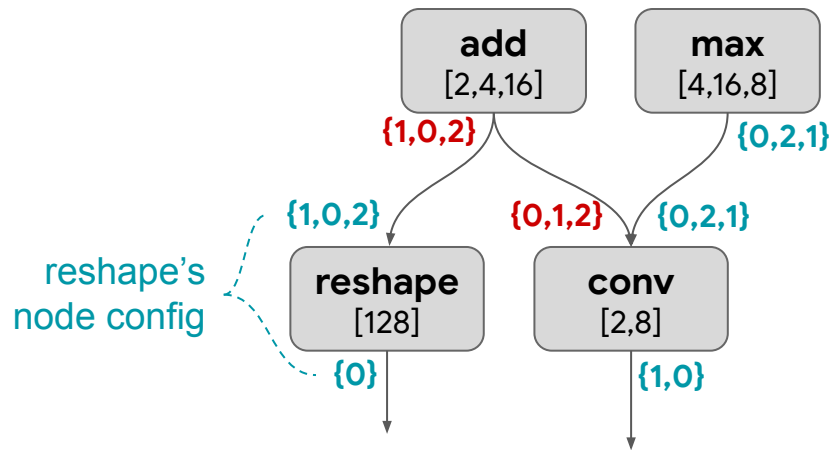 add
[2,4,16]
max
[4,16,8]
{1,0,2}
{0,2,1}
{1,0,2}
{0,1,2}
{0,2,1}
reshape's
node config
reshape
[128]
conv
[2,8]
{0}
{1,0}